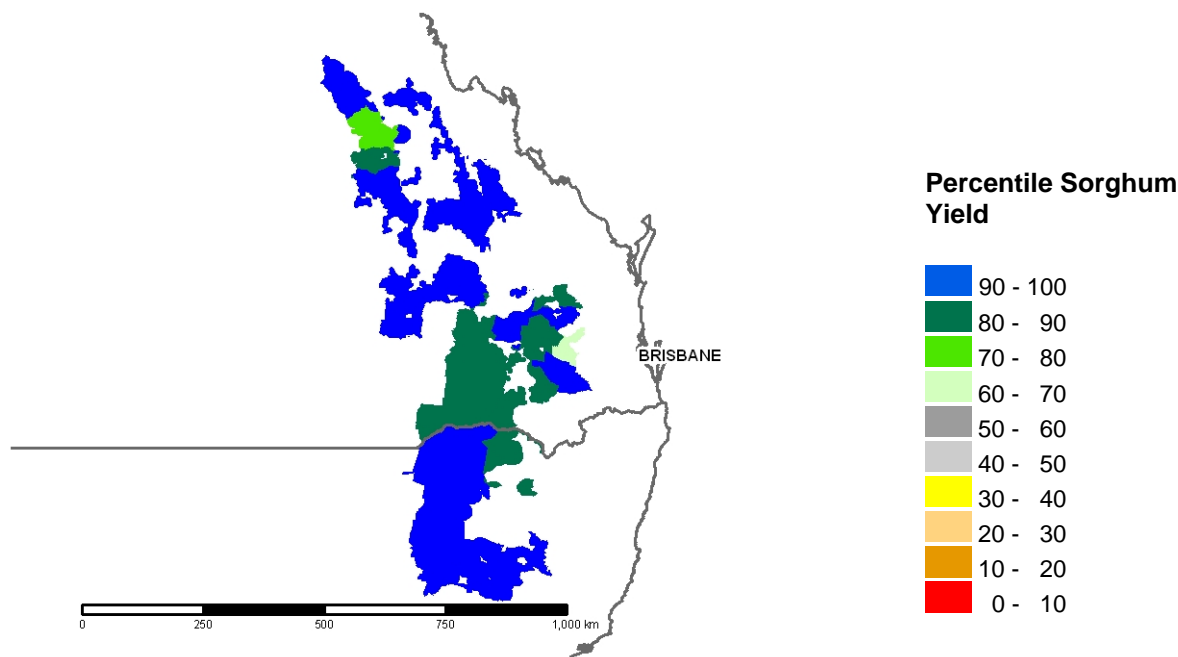 Percentile Sorghum
Yield
90 - 100
80 - 90
70 - 80
BRISBANE
60 - 70
50 - 60
40 - 50
30 - 40
20 - 30
10 - 20
0 - 10
0 250 500 750 1,000 km